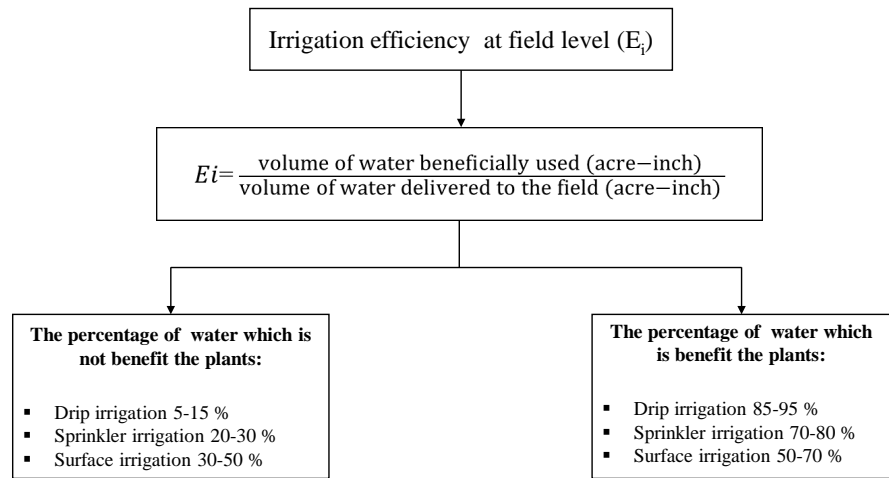 Irrigation efficiency at field level (Ei)
Ei= volume of water beneficially used (acre−inch)
volume of water delivered to the field (acre−inch)
The percentage of water which is
not benefit the plants:
▪ Drip irrigation 5-15 %
▪ Sprinkler irrigation 20-30 %
▪ Surface irrigation 30-50 %
The percentage of water which
is benefit the plants:
▪ Drip irrigation 85-95 %
▪ Sprinkler irrigation 70-80 %
▪ Surface irrigation 50-70 %